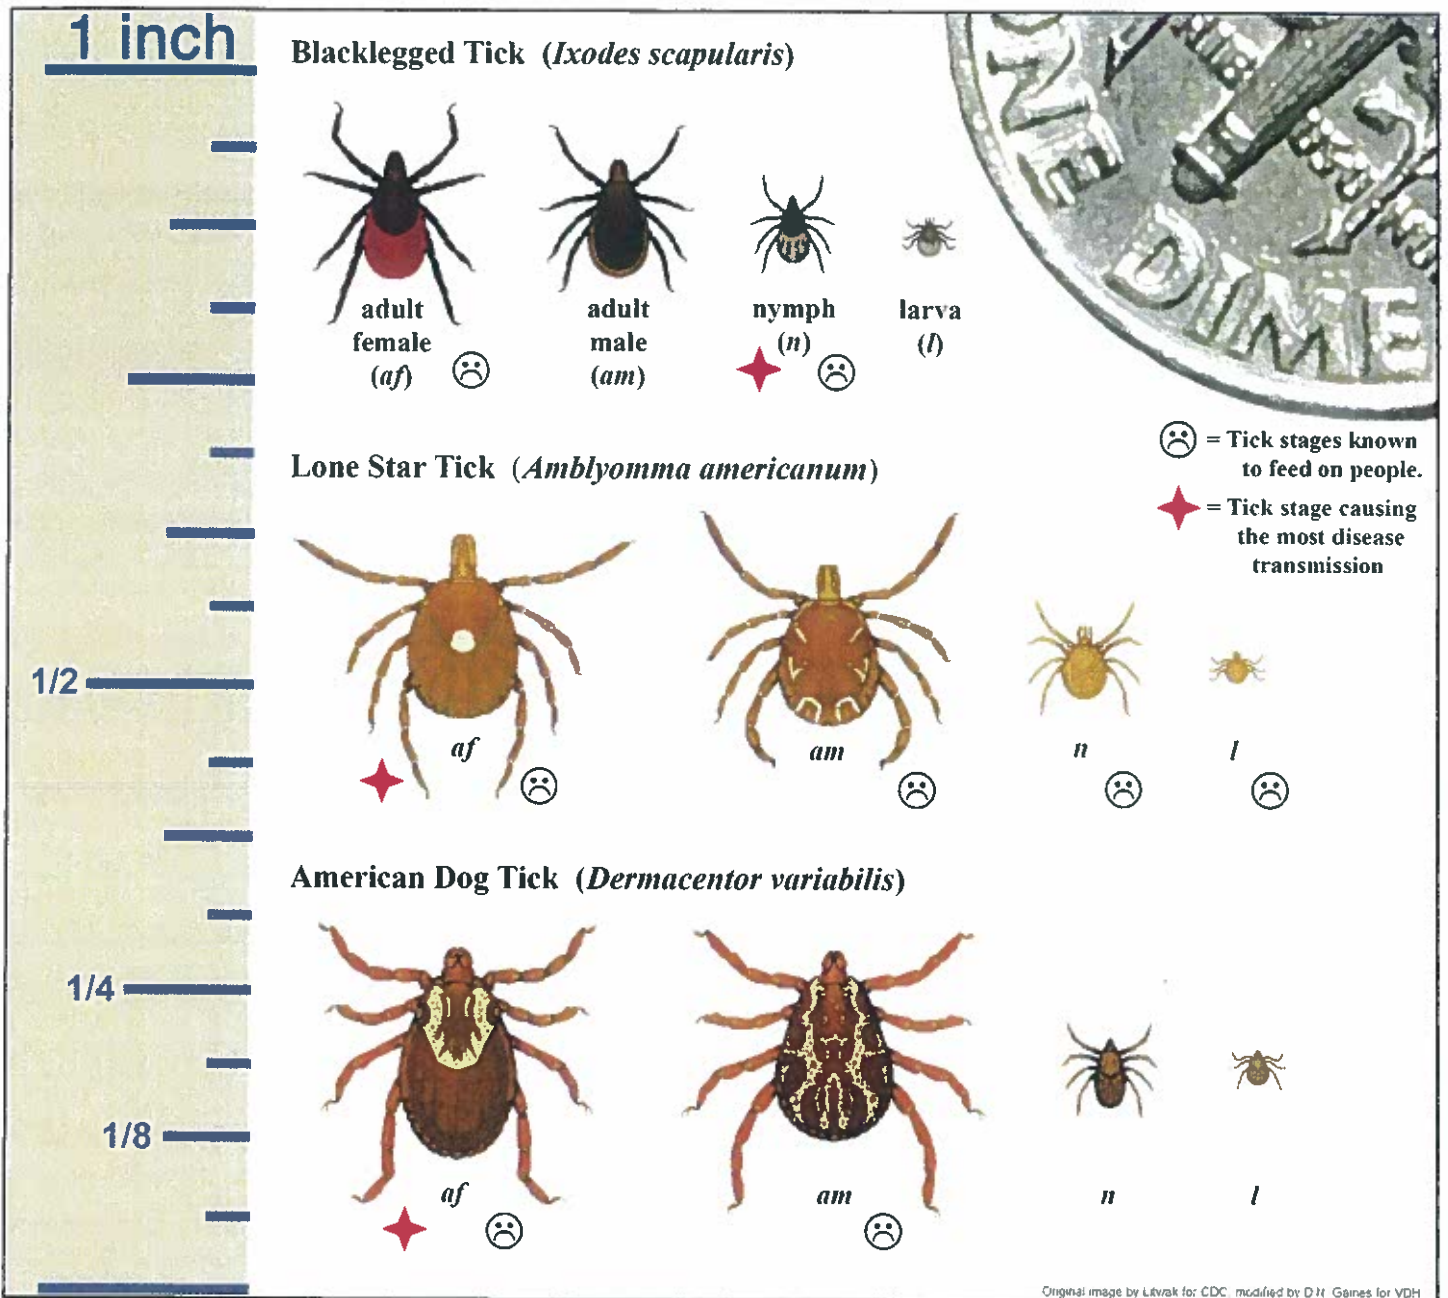 1 inch
Blacklegged Tick (Ixodes scapularis)
ONE DIME
adult
female
(af)
adult
male
(am)
nymph
(n)
larva
(l)
= Tick stages known
to feed on people.
= Tick stage causing
the most disease
transmission
Lone Star Tick (Amblyomma americanum)
1/2
af
am
n
l
American Dog Tick (Dermacentor variabilis)
1/4
1/8
af
am
n
l
Original image by Litwak for CDC, modified by D.N. Gaines for VDH